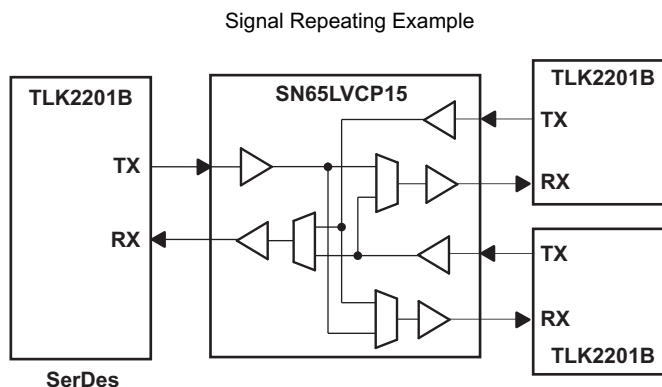 Signal Repeating Example
TLK2201B
TX
RX
SerDes
SN65LVCP15
TLK2201B
TX
RX
TX
RX
TLK2201B